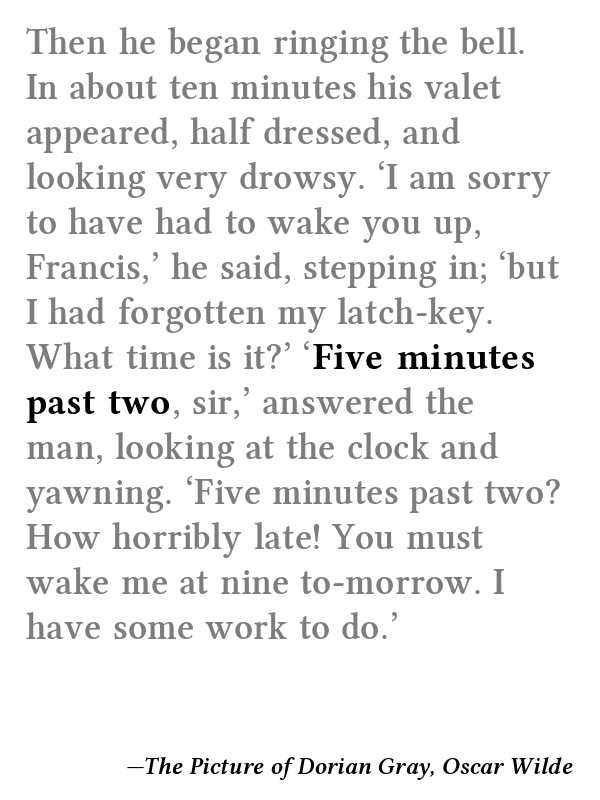 Then he began ringing the bell.
In about ten minutes his valet
appeared, half dressed, and
looking very drowsy. ‘I am sorry
to have had to wake you up,
Francis,’ he said, stepping in; ‘but
I had forgotten my latch-key.
What time is it?’ ‘Five minutes
past two, sir,’ answered the
man, looking at the clock and
yawning. ‘Five minutes past two?
How horribly late! You must
wake me at nine to-morrow. I
have some work to do.’
—The Picture of Dorian Gray, Oscar Wilde